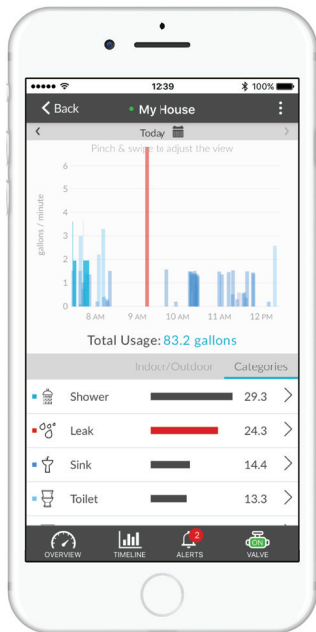 12:39
100%
Back
My House
Today
Pinch & swipe to adjust the view
gallons / minute
6
5
4
3
2
1
0
8 AM 9 AM 10 AM 11 AM 12 PM
Total Usage: 83.2 gallons
Indoor/Outdoor Categories
Shower 29.3
Leak 24.3
Sink 14.4
Toilet 13.3
2
ON
OVERVIEW TIMELINE ALERTS VALVE